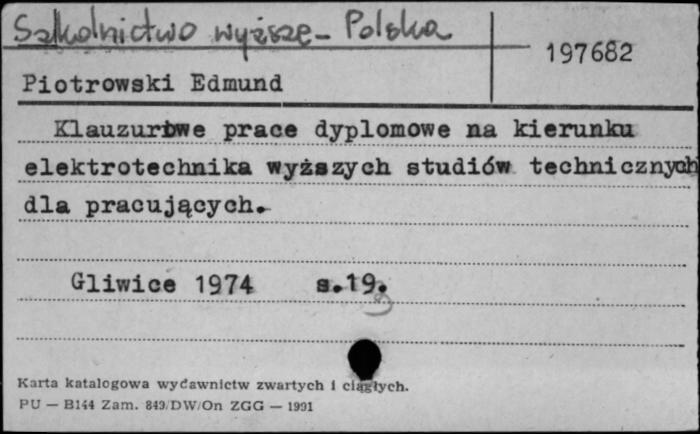 Szkolnictwo wyższe - Polska
197682
Piotrowski Edmund
Klauzurowe prace dyplomowe na kierunku
elektrotechnika wyższych studiów technicznych
dla pracujących.
Gliwice 1974 s.19.
Karta katalogowa wydawnictw zwartych i ciągłych.
PU — B144 Zam. 849/DW/On ZGG — 1991